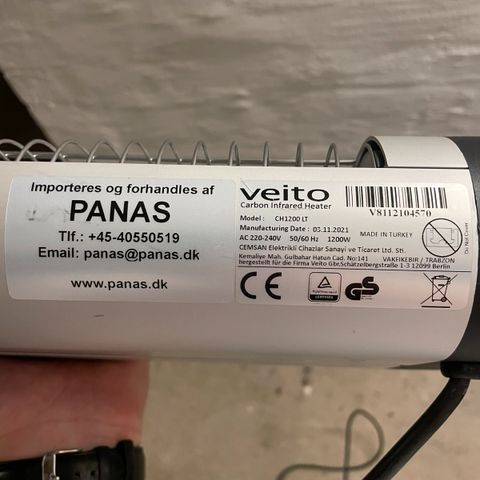 Importeres og forhandles af
PANAS
Tlf.: +45-40550519
Email: panas@panas.dk
www.panas.dk
veito
Carbon Infrared Heater
V8112104570
Model : CH1200 LT
Manufacturing Date : 03.11.2021
MADE IN TURKEY
AC 220-240V 50/60 Hz 1200W
CEMSAN Elektrikli Cihazlar Sanayi ve Ticaret Ltd. Sti.
Kemaliye Mah. Gulbahar Hatun Cad. No:141 VAKFIKEBIR / TRABZON
hergestellt für die Firma Veito Gbr,Schätzelbergstraße 1-3 12099 Berlin
Do Not Cover
CE
GS